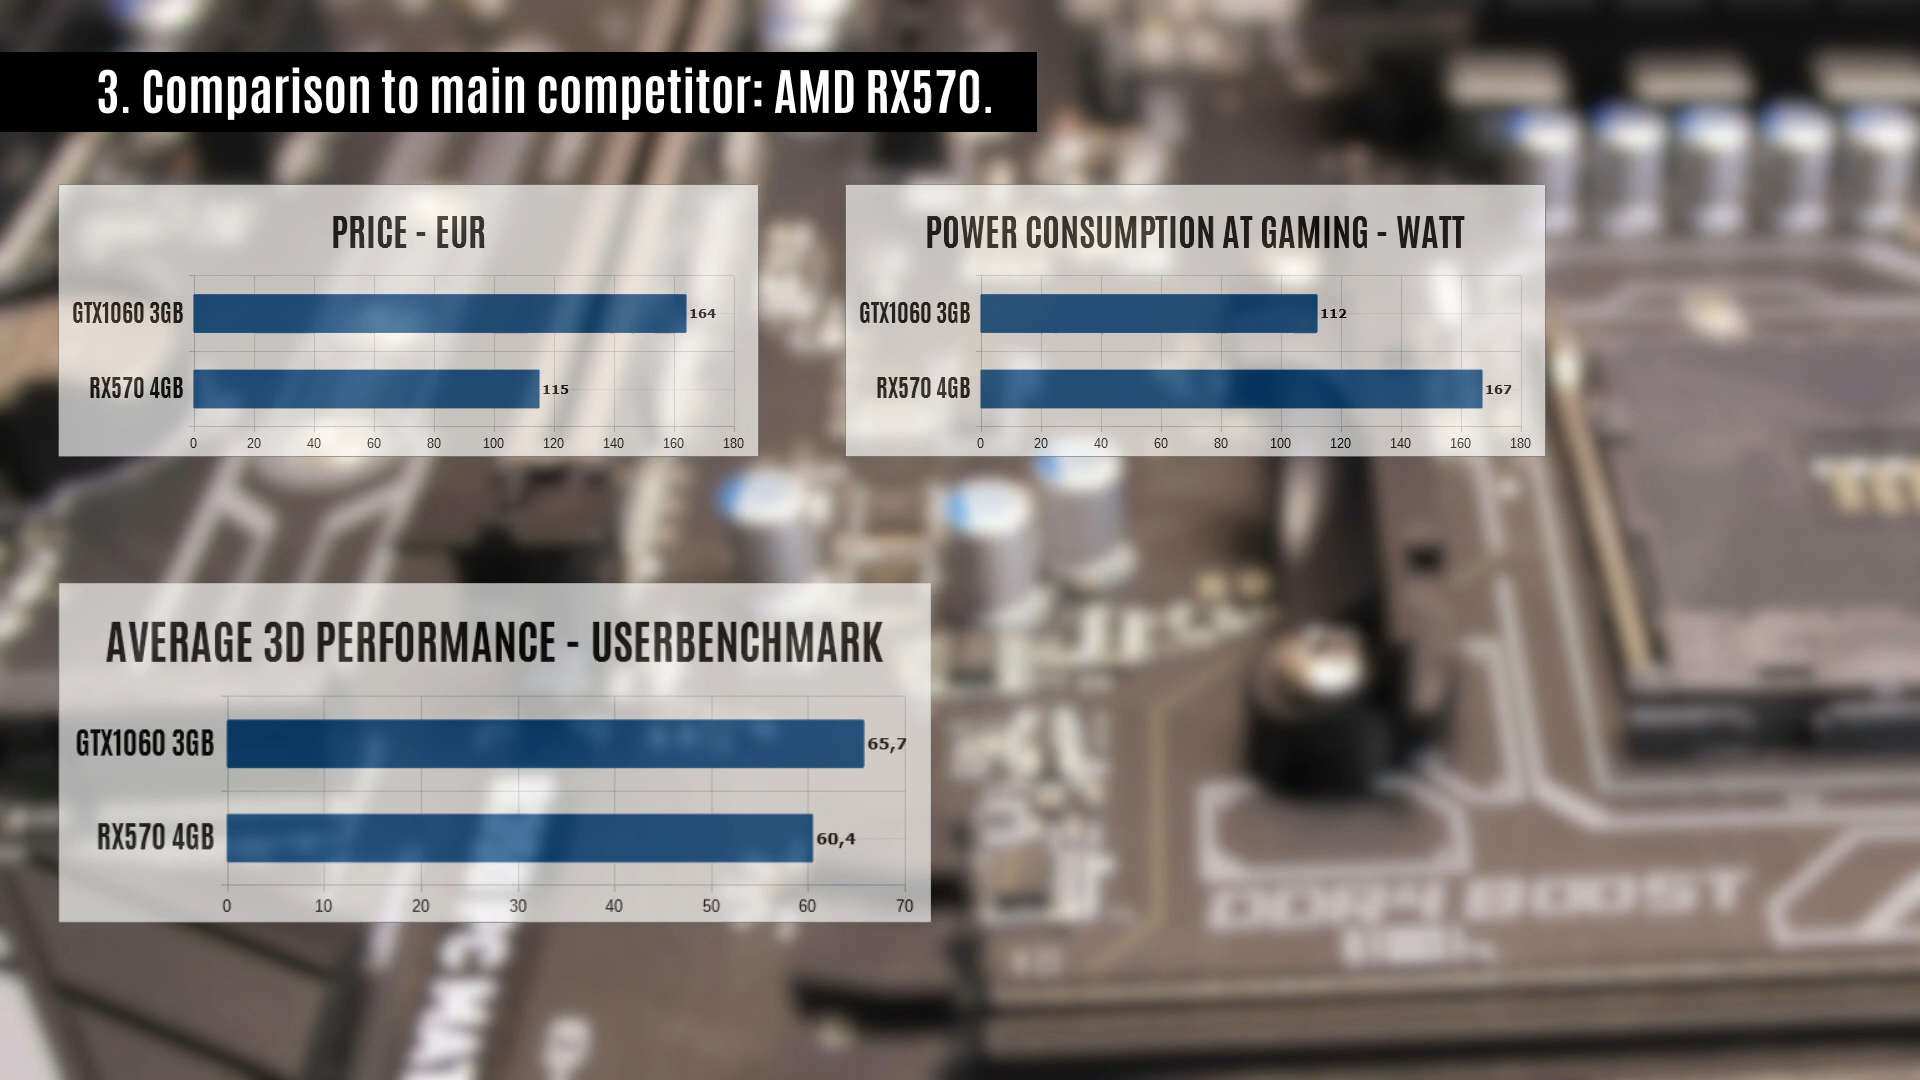 3. Comparison to main competitor: AMD RX570.
PRICE - EUR
GTX1060 3GB
164
RX570 4GB
115
0 20 40 60 80 100 120 140 160 180
POWER CONSUMPTION AT GAMING - WATT
GTX1060 3GB
112
RX570 4GB
167
0 20 40 60 80 100 120 140 160 180
AVERAGE 3D PERFORMANCE - USERBENCHMARK
GTX1060 3GB
65,7
RX570 4GB
60,4
0 10 20 30 40 50 60 70
DDR4 BOOST